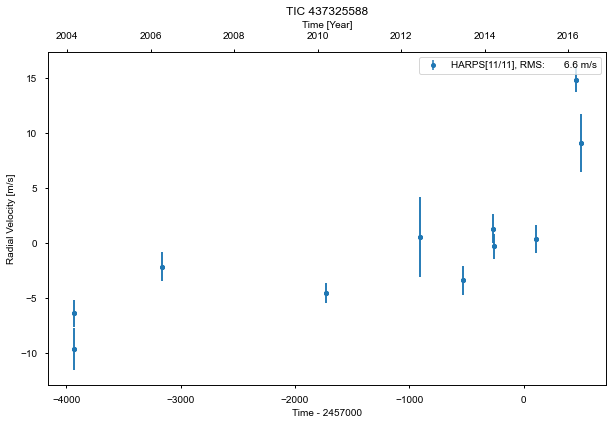 TIC 437325588
Time [Year]
2004 2006 2008 2010 2012 2014 2016
HARPS[11/11], RMS: 6.6 m/s
15
10
5
0
−5
−10
Radial Velocity [m/s]
−4000 −3000 −2000 −1000 0
Time - 2457000